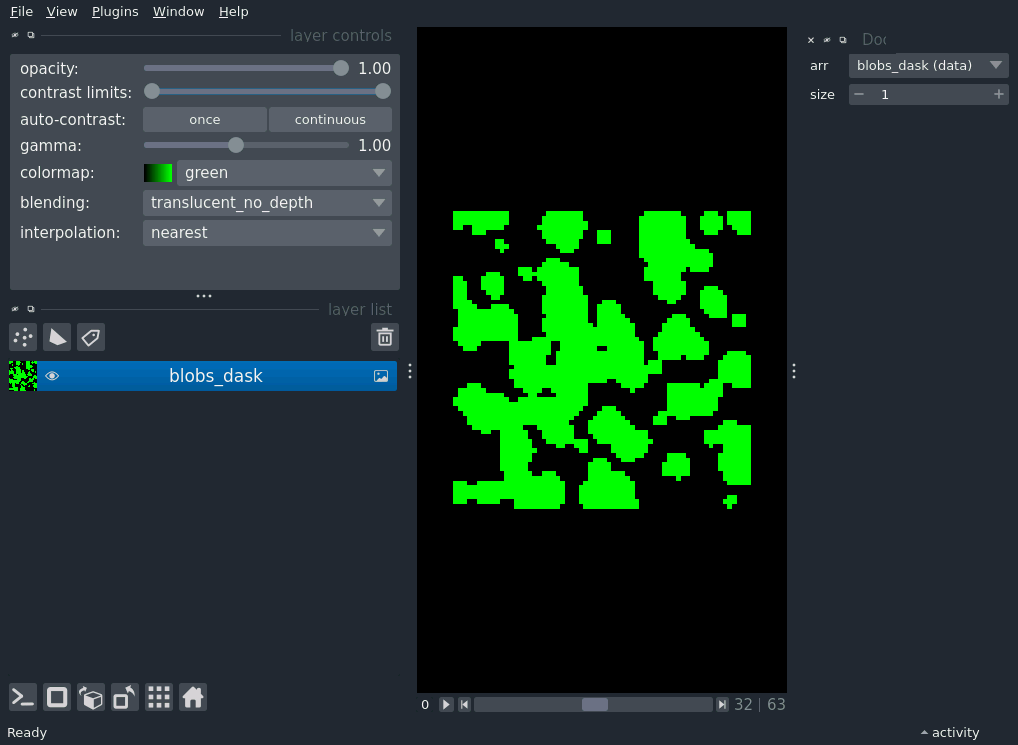 File View Plugins Window Help
layer controls
opacity: 1.00
contrast limits:
auto-contrast: once continuous
gamma: 1.00
colormap: green
blending: translucent_no_depth
interpolation: nearest
layer list
blobs_dask
0 32 63
Doc
arr blobs_dask (data)
size 1
Ready activity